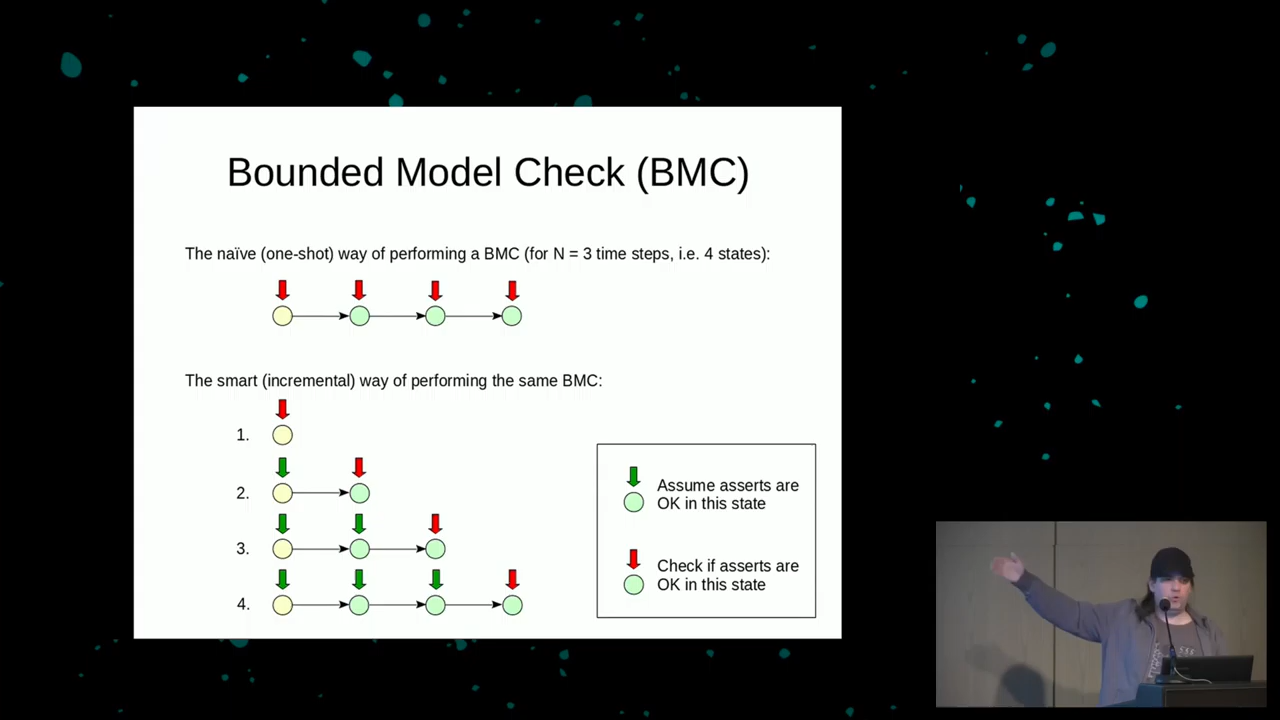 Bounded Model Check (BMC)
The naïve (one-shot) way of performing a BMC (for N = 3 time steps, i.e. 4 states):
The smart (incremental) way of performing the same BMC:
1.
2.
3.
4.
Assume asserts are
OK in this state
Check if asserts are
OK in this state